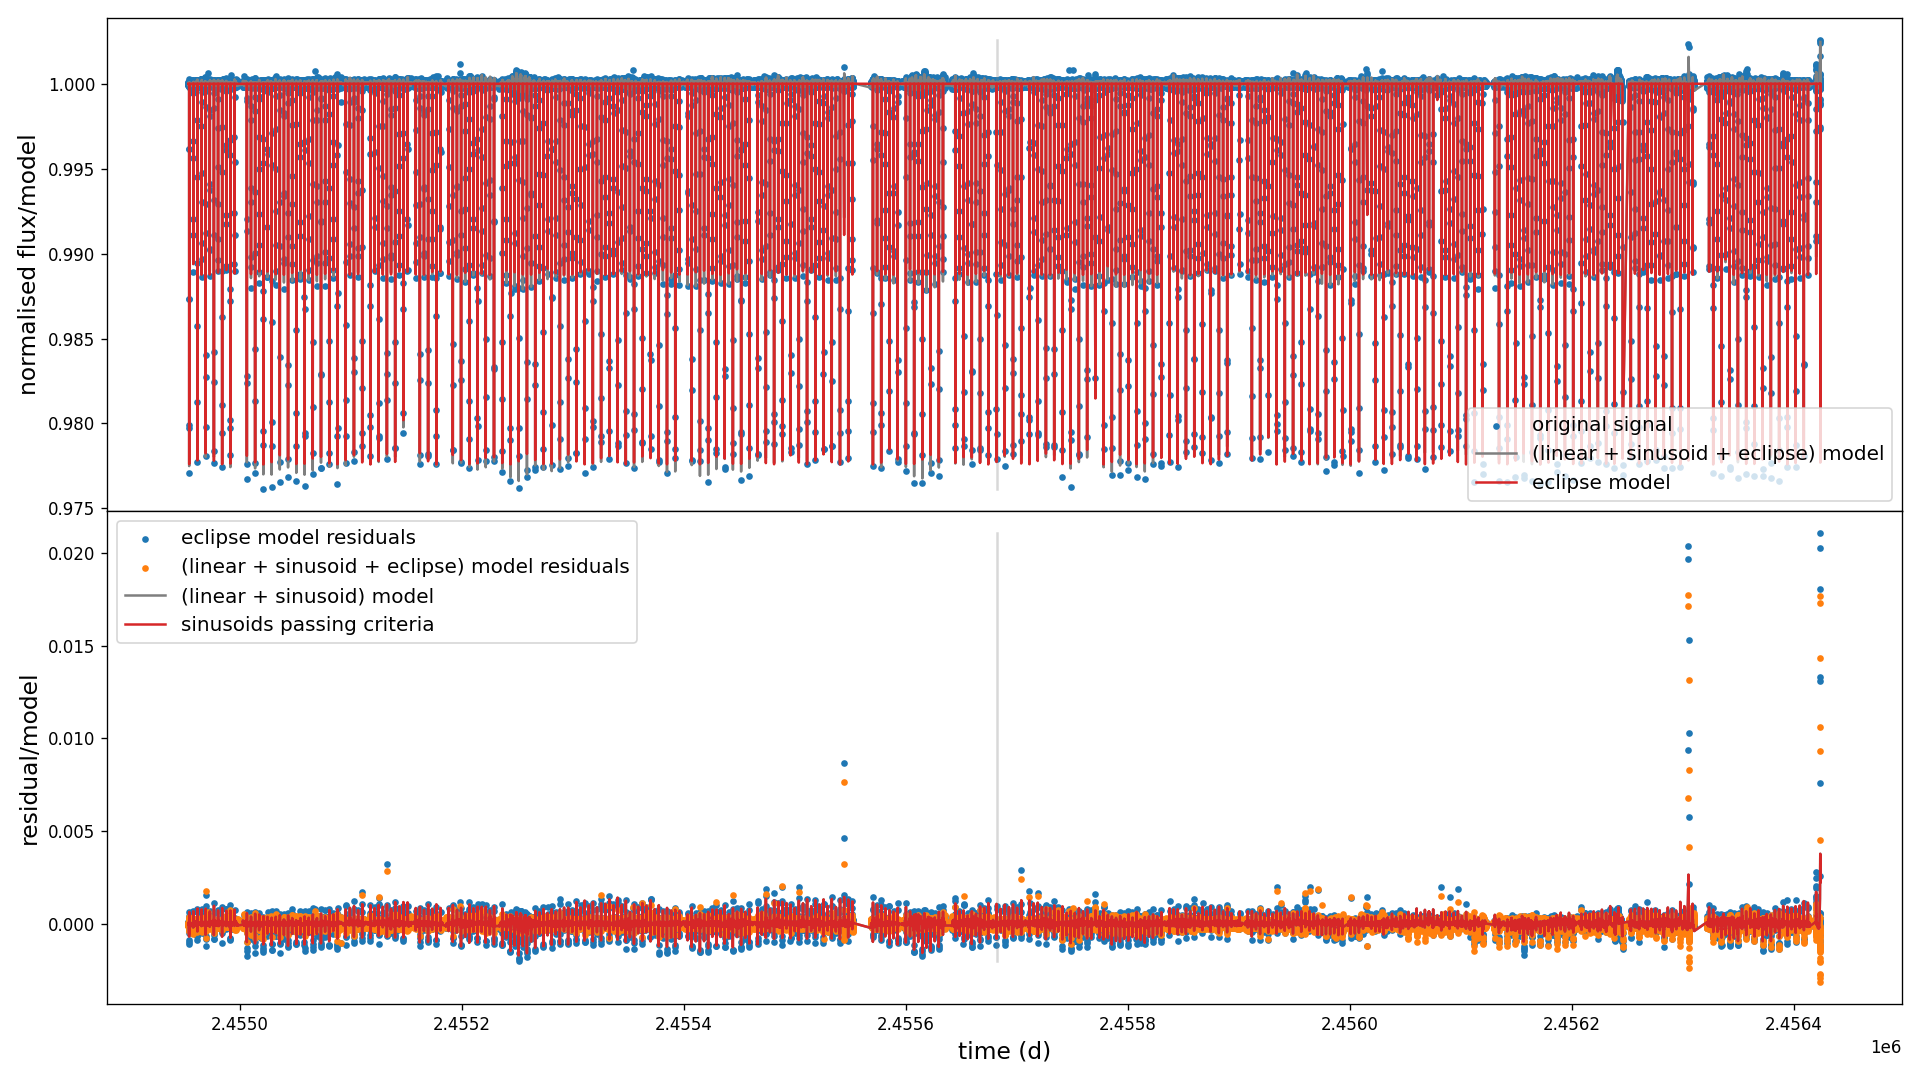 normalised flux/model
1.000
0.995
0.990
0.985
0.980
0.975
original signal
(linear + sinusoid + eclipse) model
eclipse model
residual/model
0.020
0.015
0.010
0.005
0.000
eclipse model residuals
(linear + sinusoid + eclipse) model residuals
(linear + sinusoid) model
sinusoids passing criteria
2.4550 2.4552 2.4554 2.4556 2.4558 2.4560 2.4562 2.4564
1e6
time (d)